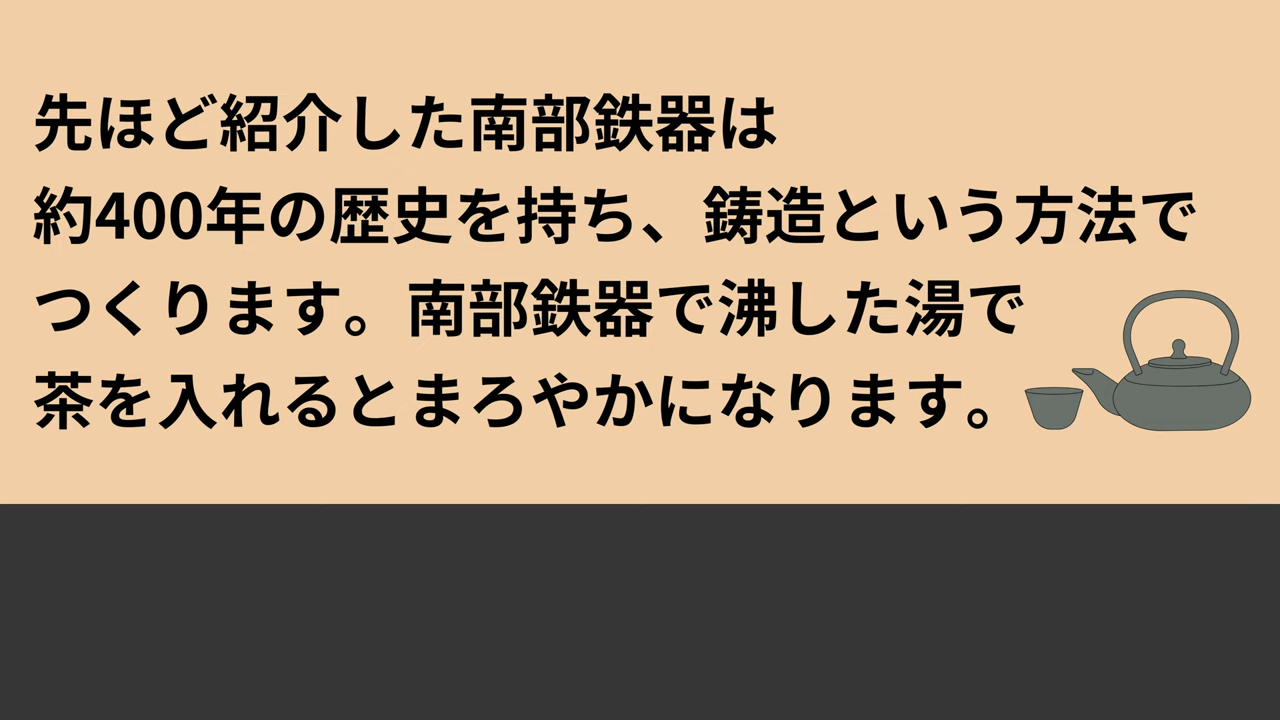 先ほど紹介した南部鉄器は
約400年の歴史を持ち、鋳造という方法で
つくります。南部鉄器で沸した湯で
茶を入れるとまろやかになります。